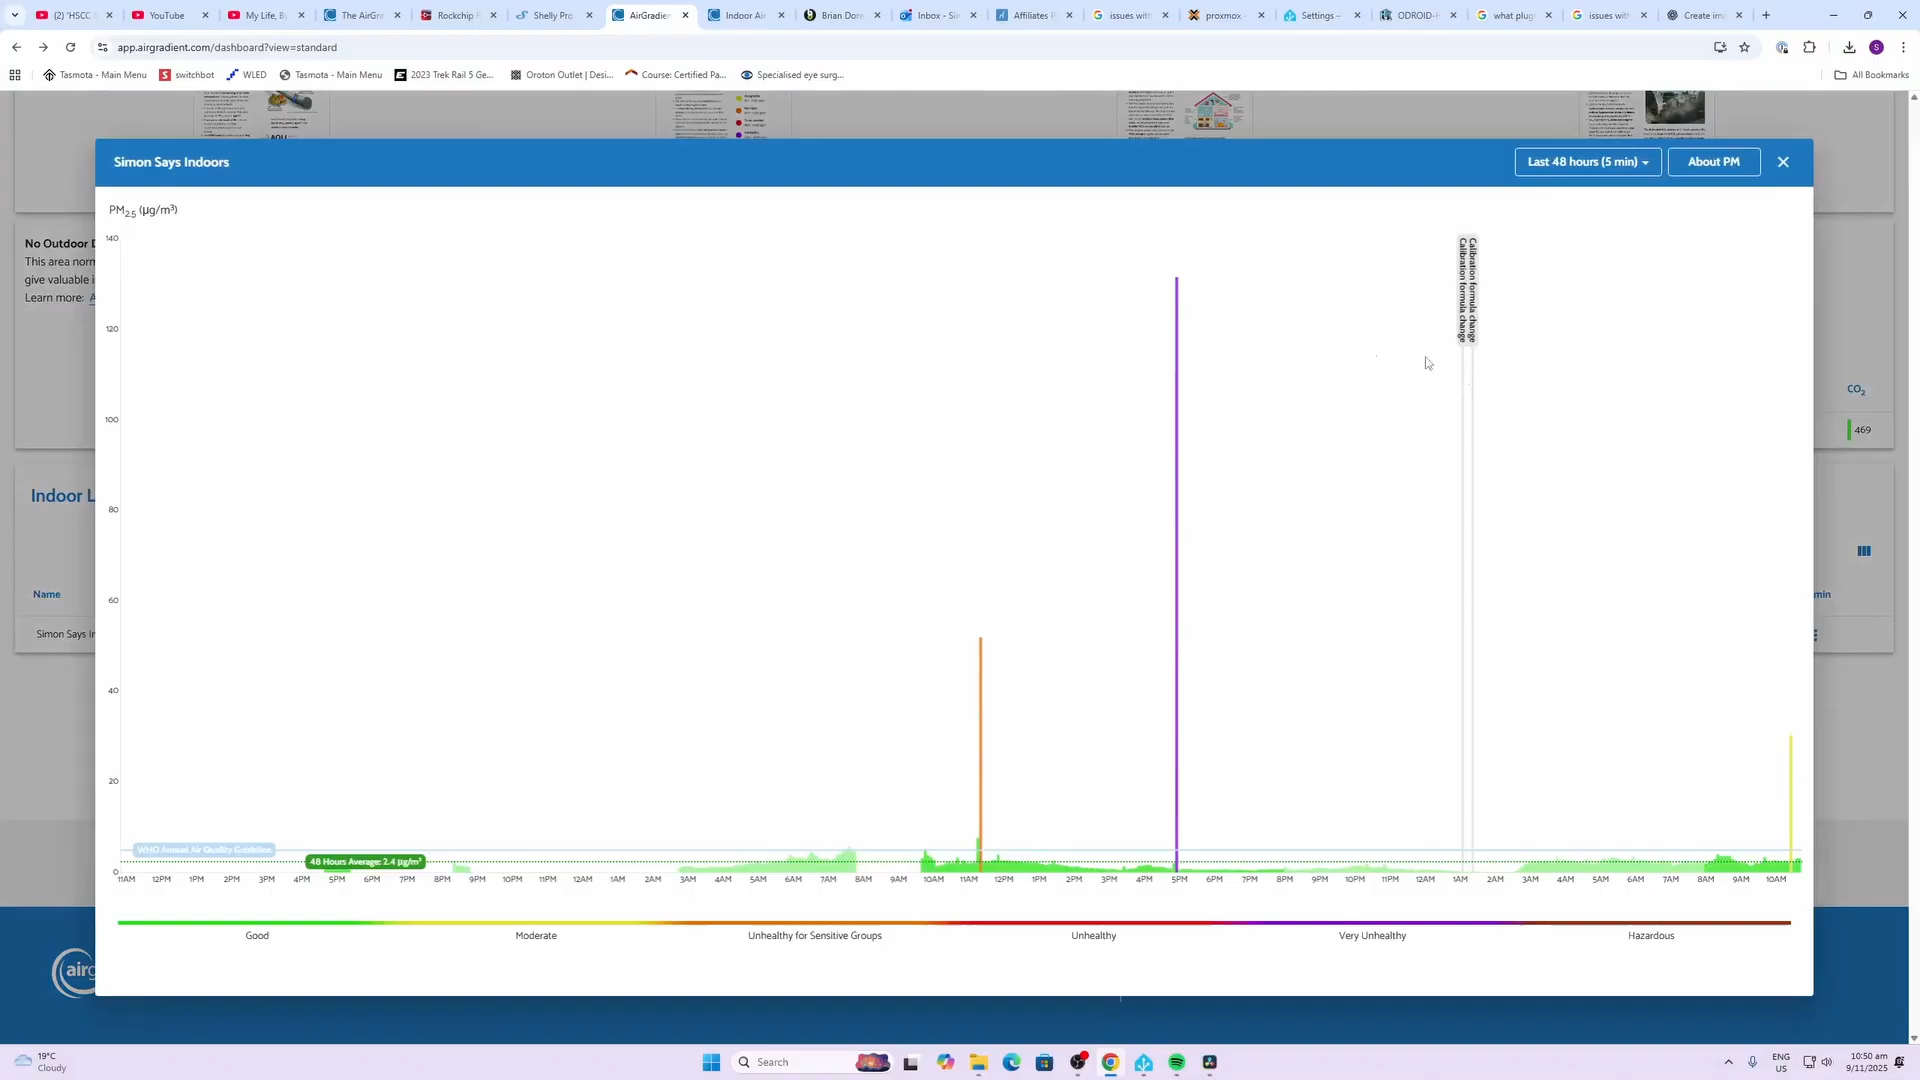 (2) 'HSCC B
YouTube
My Life, By
The AirGra
Rockchip R
Shelly Pro
AirGradien
Indoor Air
Brian Dore
Inbox - Sim
Affiliates P
issues with
proxmox -
Settings –
ODROID-H
what plug
issues with
Create ima
app.airgradient.com/dashboard?view=standard
S
Tasmota - Main Menu
switchbot
WLED
Tasmota - Main Menu
2023 Trek Rail 5 Ge...
Oroton Outlet | Desi...
Course: Certified Pa...
Specialised eye surg...
All Bookmarks
Simon Says Indoors
Last 48 hours (5 min)
About PM
PM2.5 (μg/m³)
140
120
100
80
60
40
20
0
Calibration formula change
Calibration formula change
WHO Annual Air Quality Guideline
48 Hours Average: 2.4 μg/m³
11AM 12PM 1PM 2PM 3PM 4PM 5PM 6PM 7PM 8PM 9PM 10PM 11PM 12AM 1AM 2AM 3AM 4AM 5AM 6AM 7AM 8AM 9AM 10AM 11AM 12PM 1PM 2PM 3PM 4PM 5PM 6PM 7PM 8PM 9PM 10PM 11PM 12AM 1AM 2AM 3AM 4AM 5AM 6AM 7AM 8AM 9AM 10AM
Good
Moderate
Unhealthy for Sensitive Groups
Unhealthy
Very Unhealthy
Hazardous
No Outdoor D
This area norm
give valuable i
Learn more: A
CO2
469
Indoor L
Name
min
Simon Says In
airg
19°C
Cloudy
Search
ENG
US
10:50 am
9/11/2025